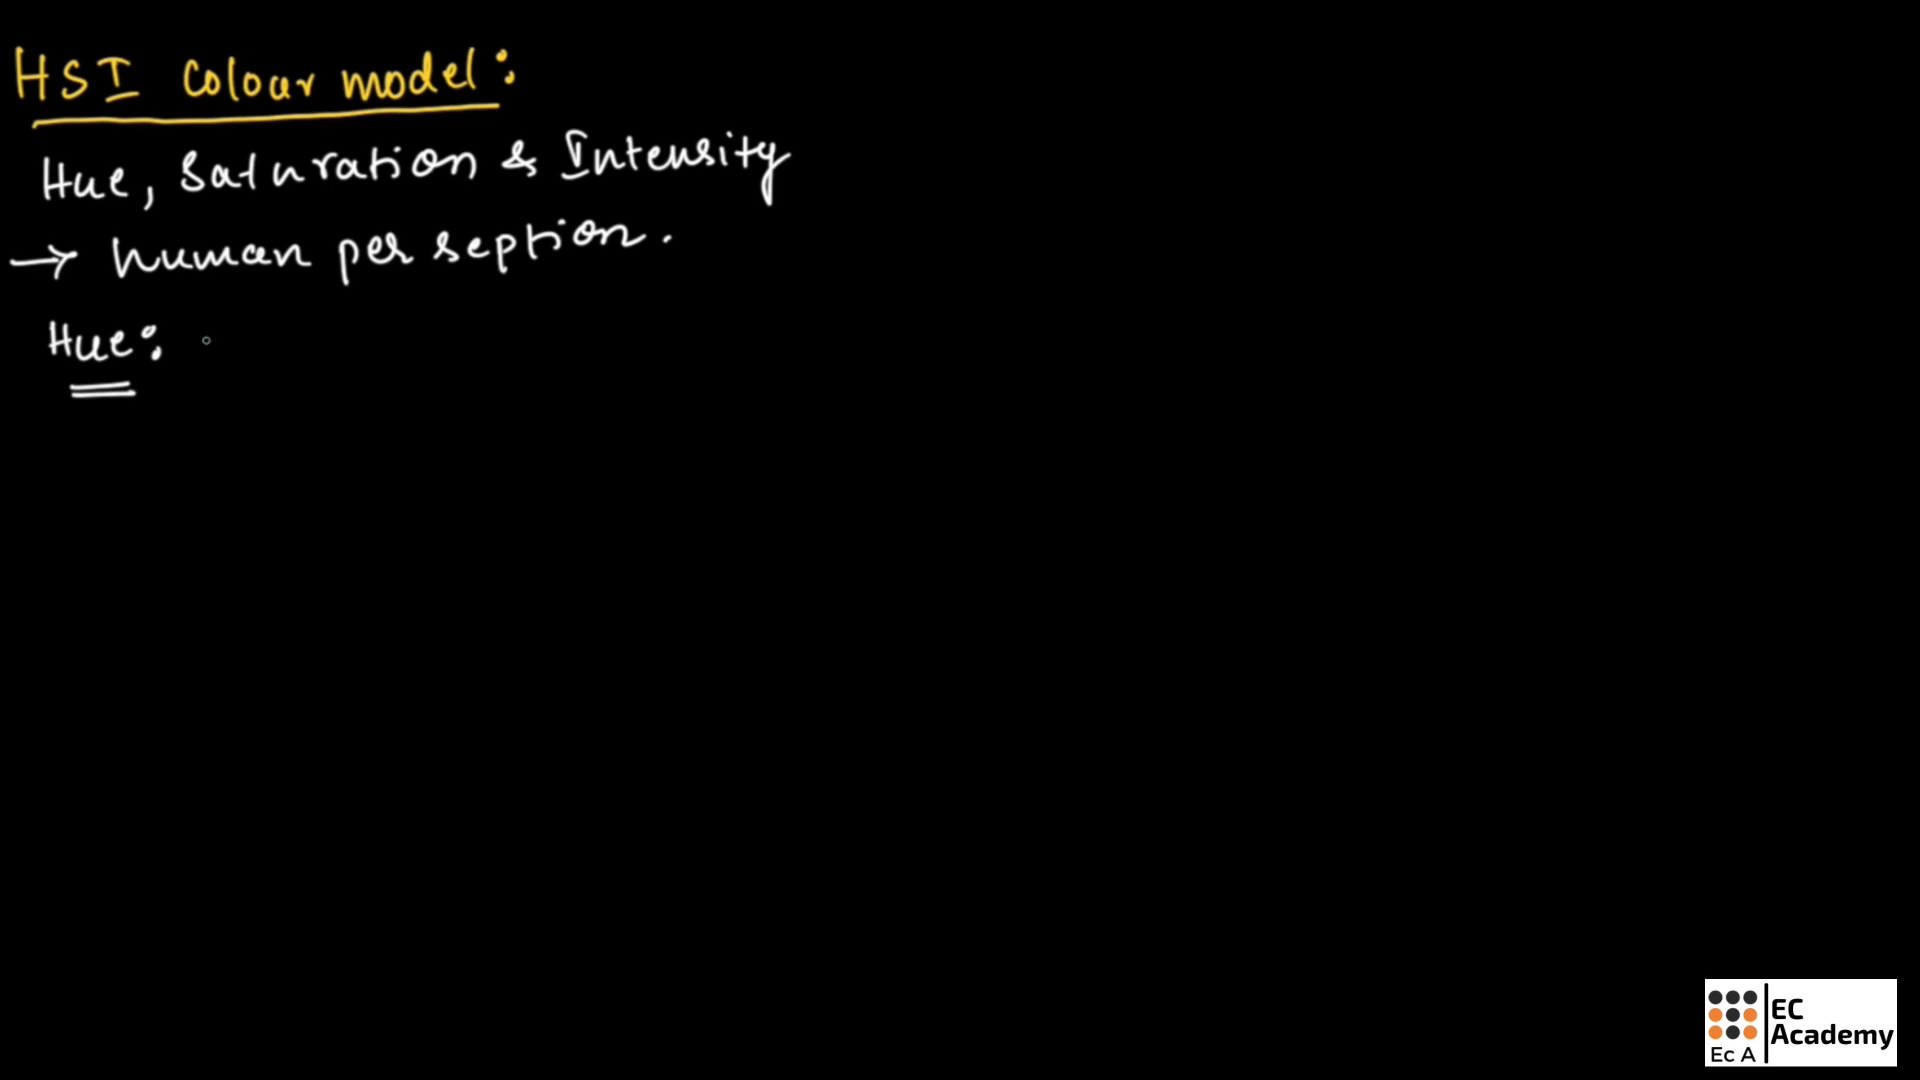 HSI Colour model:
Hue, Saturation & Intensity
→ human perseption.
Hue:
EC
Academy
Ec A